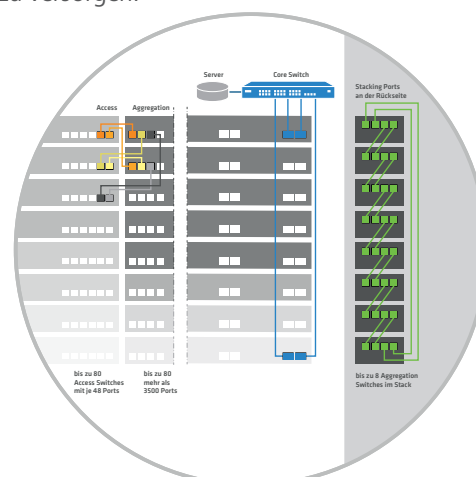 zu versorgen.
Server
Core Switch
Stacking Ports
an der Rückseite
Access
Aggregation
bis zu 80
Access Switches
mit je 48 Ports
bis zu 80
mehr als
3500 Ports
bis zu 8 Aggregation
Switches im Stack